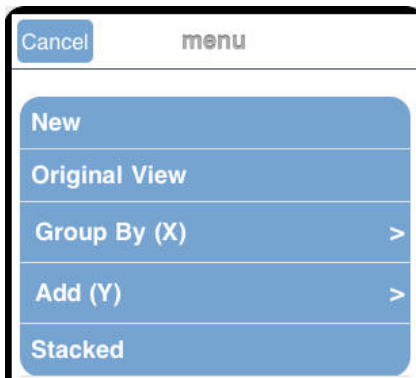 Cancel menu
New
Original View
Group By (X) >
Add (Y) >
Stacked